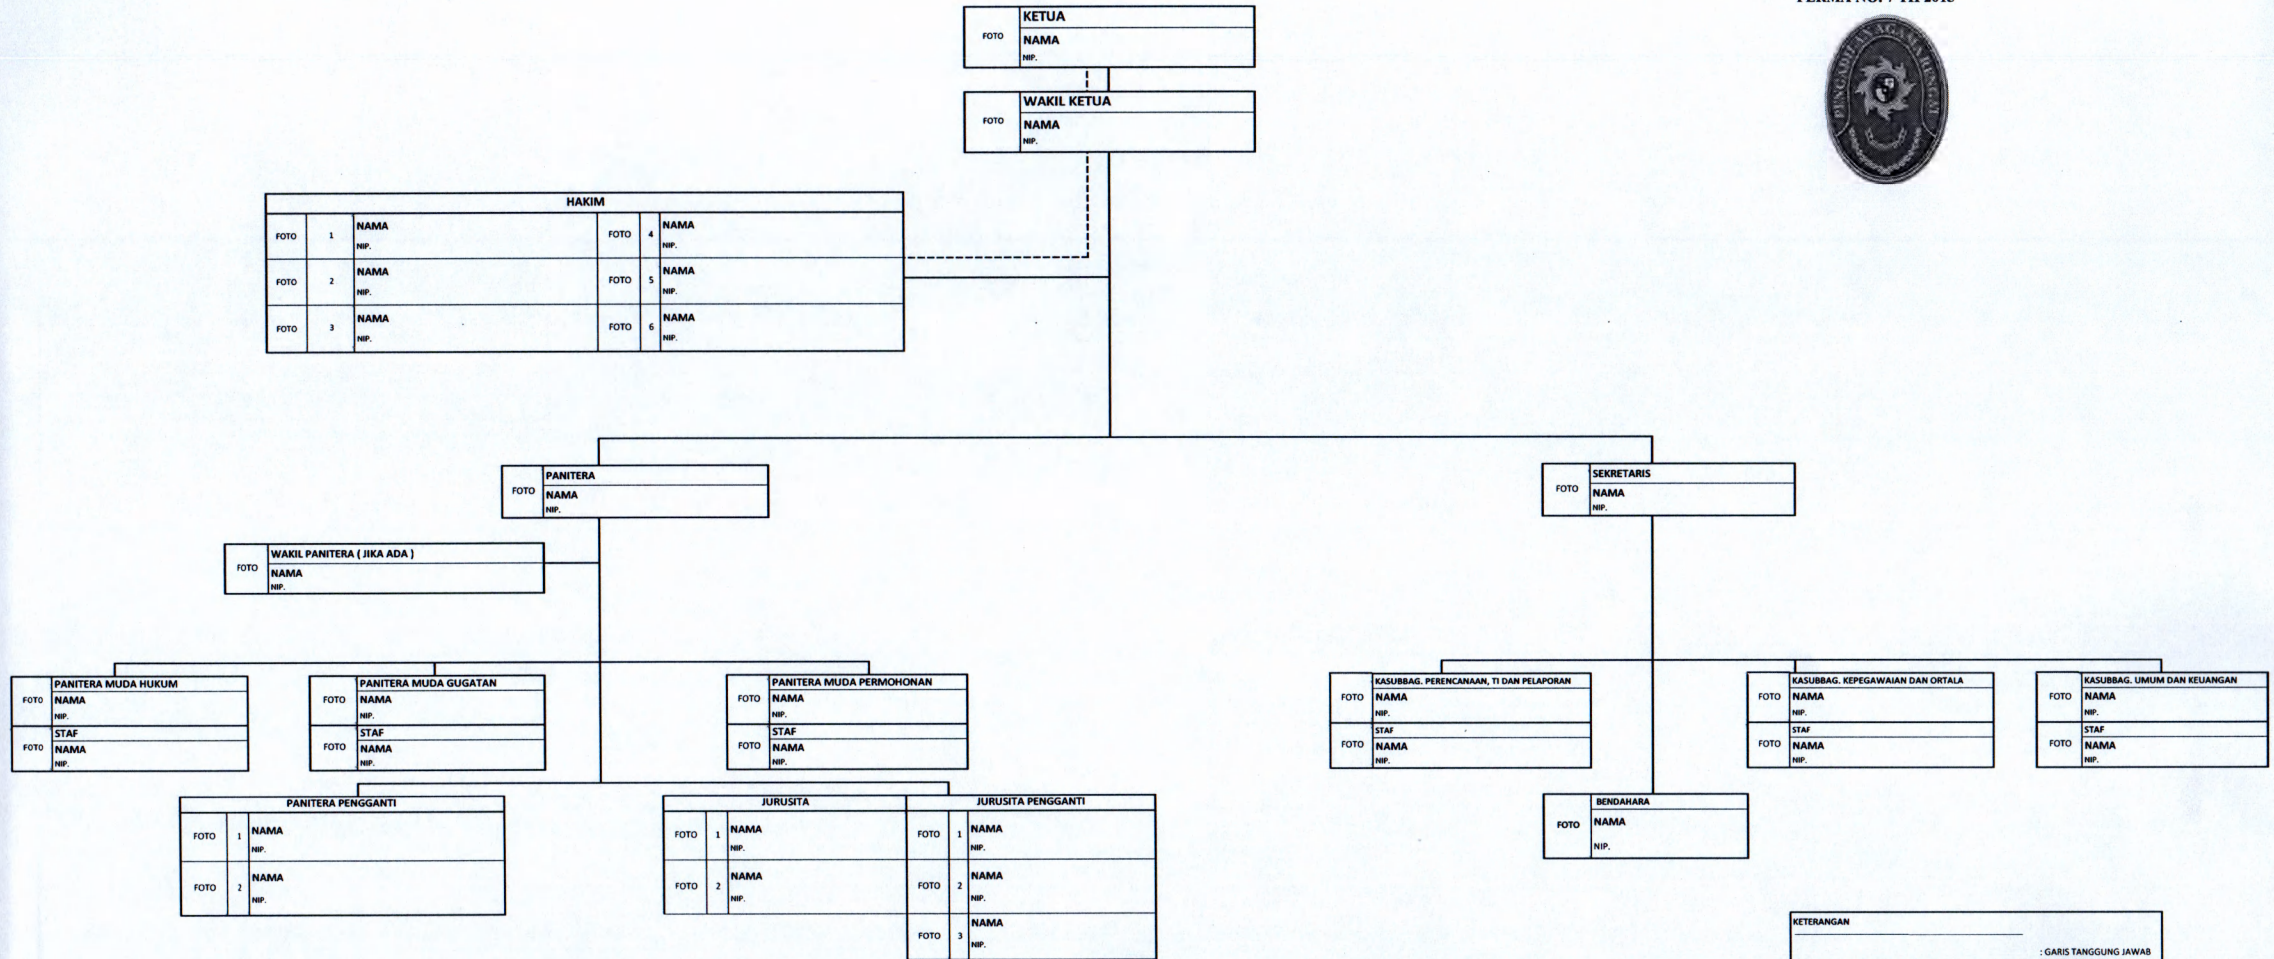 PERMA NO. 7 TH 2015
KETUA
FOTO
NAMA
NIP.
WAKIL KETUA
FOTO
NAMA
NIP.
PENGADILAN AGAMA RENGAT
HAKIM
FOTO 1 NAMA
NIP.
FOTO 4 NAMA
NIP.
FOTO 2 NAMA
NIP.
FOTO 5 NAMA
NIP.
FOTO 3 NAMA
NIP.
FOTO 6 NAMA
NIP.
PANITERA
FOTO
NAMA
NIP.
SEKRETARIS
FOTO
NAMA
NIP.
WAKIL PANITERA ( JIKA ADA )
FOTO
NAMA
NIP.
PANITERA MUDA HUKUM
FOTO NAMA
NIP.
STAF
FOTO NAMA
NIP.
PANITERA MUDA GUGATAN
FOTO NAMA
NIP.
STAF
FOTO NAMA
NIP.
PANITERA MUDA PERMOHONAN
FOTO NAMA
NIP.
STAF
FOTO NAMA
NIP.
KASUBBAG. PERENCANAAN, TI DAN PELAPORAN
FOTO NAMA
NIP.
STAF
FOTO NAMA
NIP.
KASUBBAG. KEPEGAWAIAN DAN ORTALA
FOTO NAMA
NIP.
STAF
FOTO NAMA
NIP.
KASUBBAG. UMUM DAN KEUANGAN
FOTO NAMA
NIP.
STAF
FOTO NAMA
NIP.
PANITERA PENGGANTI
FOTO 1 NAMA
NIP.
FOTO 2 NAMA
NIP.
JURUSITA
FOTO 1 NAMA
NIP.
FOTO 2 NAMA
NIP.
JURUSITA PENGGANTI
FOTO 1 NAMA
NIP.
FOTO 2 NAMA
NIP.
FOTO 3 NAMA
NIP.
BENDAHARA
FOTO NAMA
NIP.
KETERANGAN
: GARIS TANGGUNG JAWAB